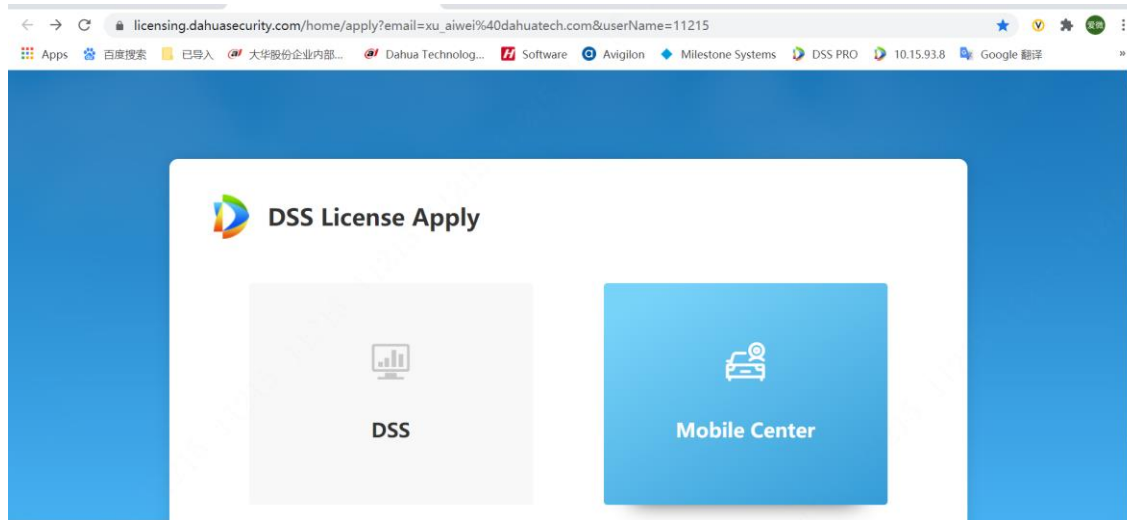 licensing.dahuasecurity.com/home/apply?email=xu_aiwei%40dahuatech.com&userName=11215
Apps 百度搜索 已导入 大华股份企业内部... Dahua Technolog... Software Avigilon Milestone Systems DSS PRO 10.15.93.8 Google 翻译 »
DSS License Apply
DSS Mobile Center